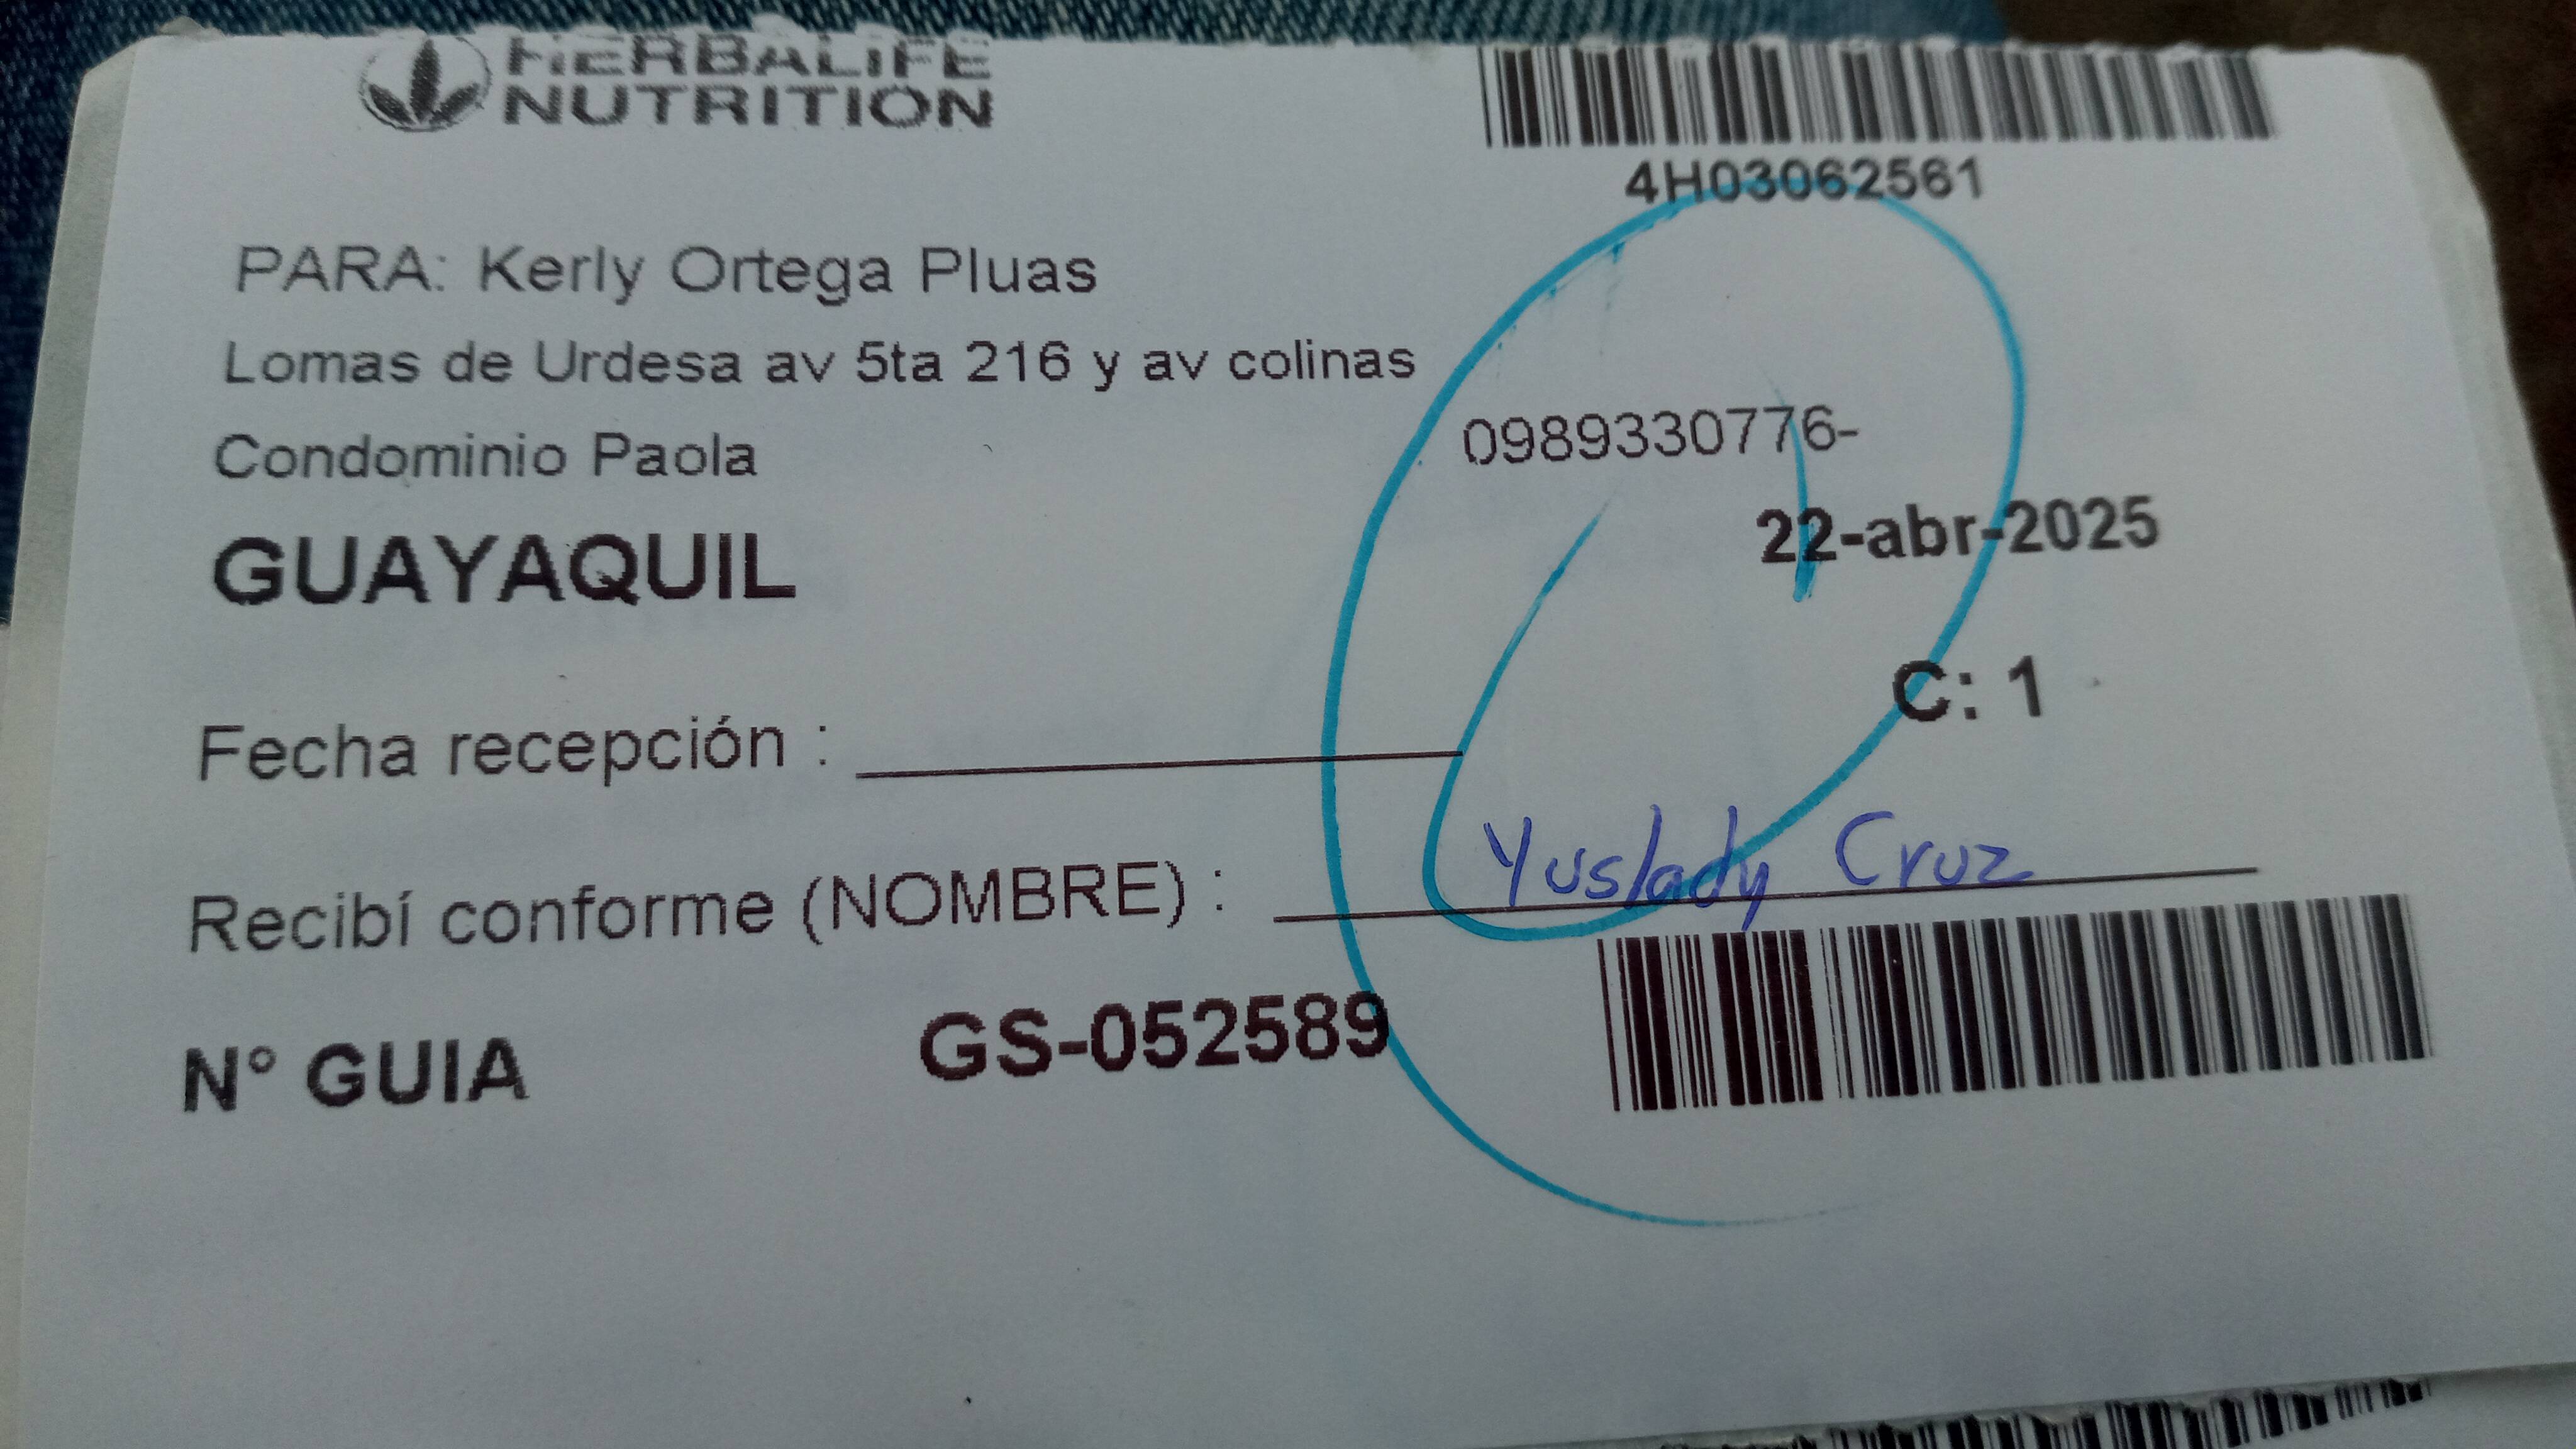 HERBALIFE
NUTRITION
4H03062561
PARA: Kerly Ortega Pluas
Lomas de Urdesa av 5ta 216 y av colinas
Condominio Paola
0989330776-
GUAYAQUIL
22-abr-2025
C: 1
Fecha recepción :
Recibí conforme (NOMBRE) : Yuslady Cruz
N° GUIA GS-052589